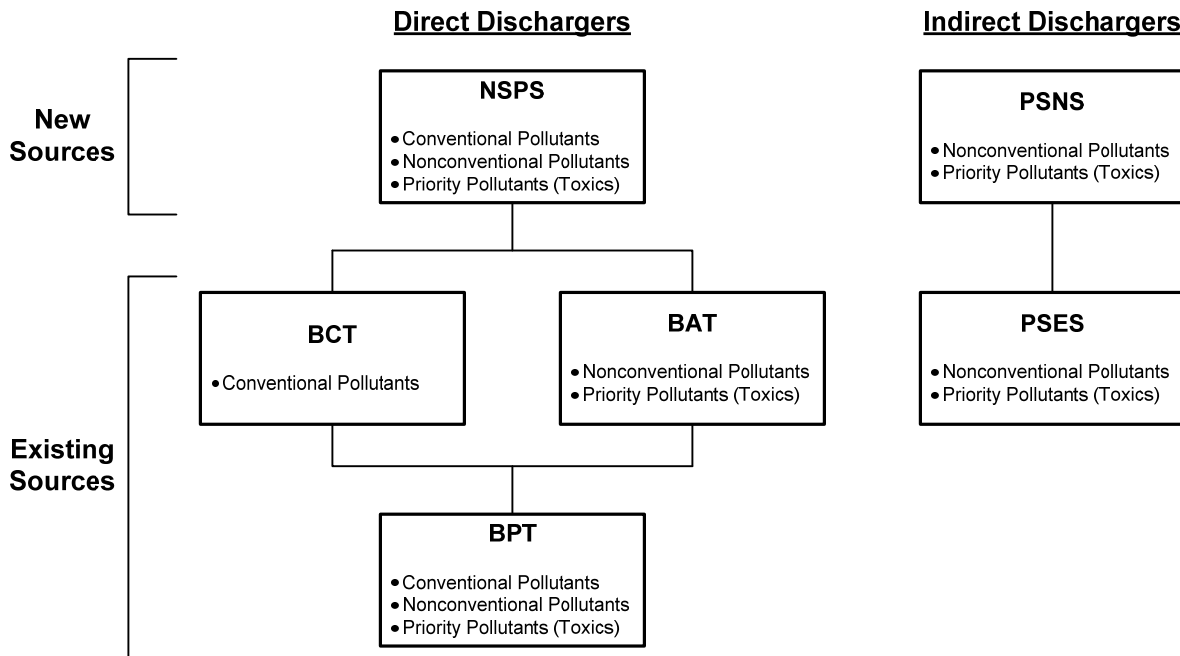 Direct Dischargers
Indirect Dischargers
New
Sources
NSPS
• Conventional Pollutants
• Nonconventional Pollutants
• Priority Pollutants (Toxics)
PSNS
• Nonconventional Pollutants
• Priority Pollutants (Toxics)
Existing
Sources
BCT
• Conventional Pollutants
BAT
• Nonconventional Pollutants
• Priority Pollutants (Toxics)
PSES
• Nonconventional Pollutants
• Priority Pollutants (Toxics)
BPT
• Conventional Pollutants
• Nonconventional Pollutants
• Priority Pollutants (Toxics)